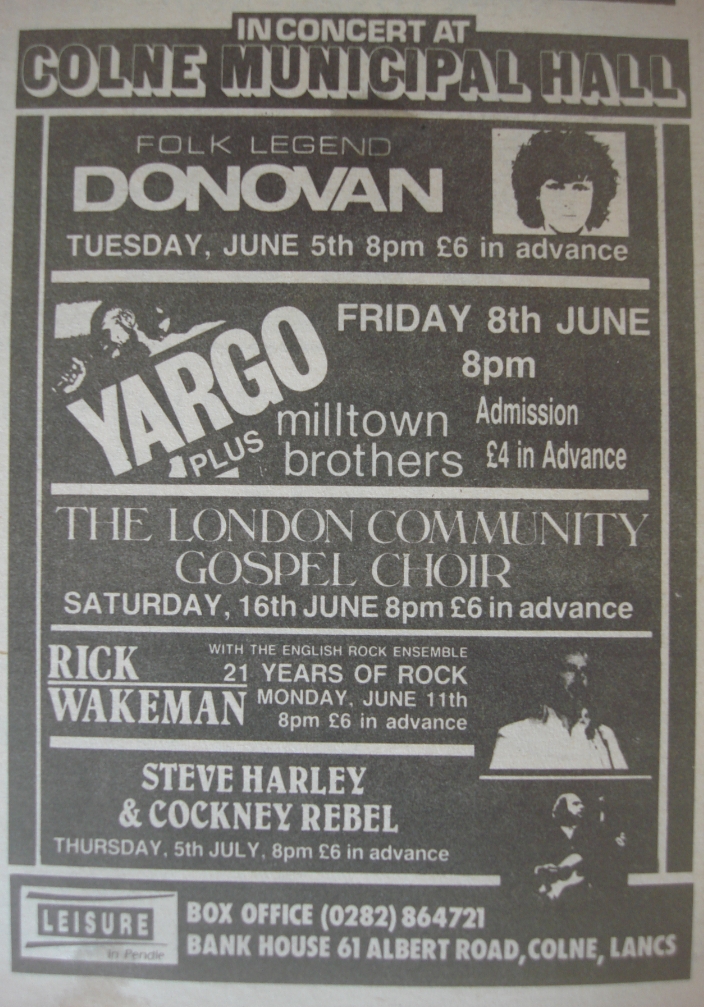 IN CONCERT AT
COLNE MUNICIPAL HALL
FOLK LEGEND
DONOVAN
TUESDAY, JUNE 5th 8pm £6 in advance
YARGO
PLUS
milltown
brothers
FRIDAY 8th JUNE
8pm
Admission
£4 in Advance
THE LONDON COMMUNITY
GOSPEL CHOIR
SATURDAY, 16th JUNE 8pm £6 in advance
RICK
WAKEMAN
WITH THE ENGLISH ROCK ENSEMBLE
21 YEARS OF ROCK
MONDAY, JUNE 11th
8pm £6 in advance
STEVE HARLEY
& COCKNEY REBEL
THURSDAY, 5th JULY, 8pm £6 in advance
LEISURE
in Pendle
BOX OFFICE (0282) 864721
BANK HOUSE 61 ALBERT ROAD, COLNE, LANCS